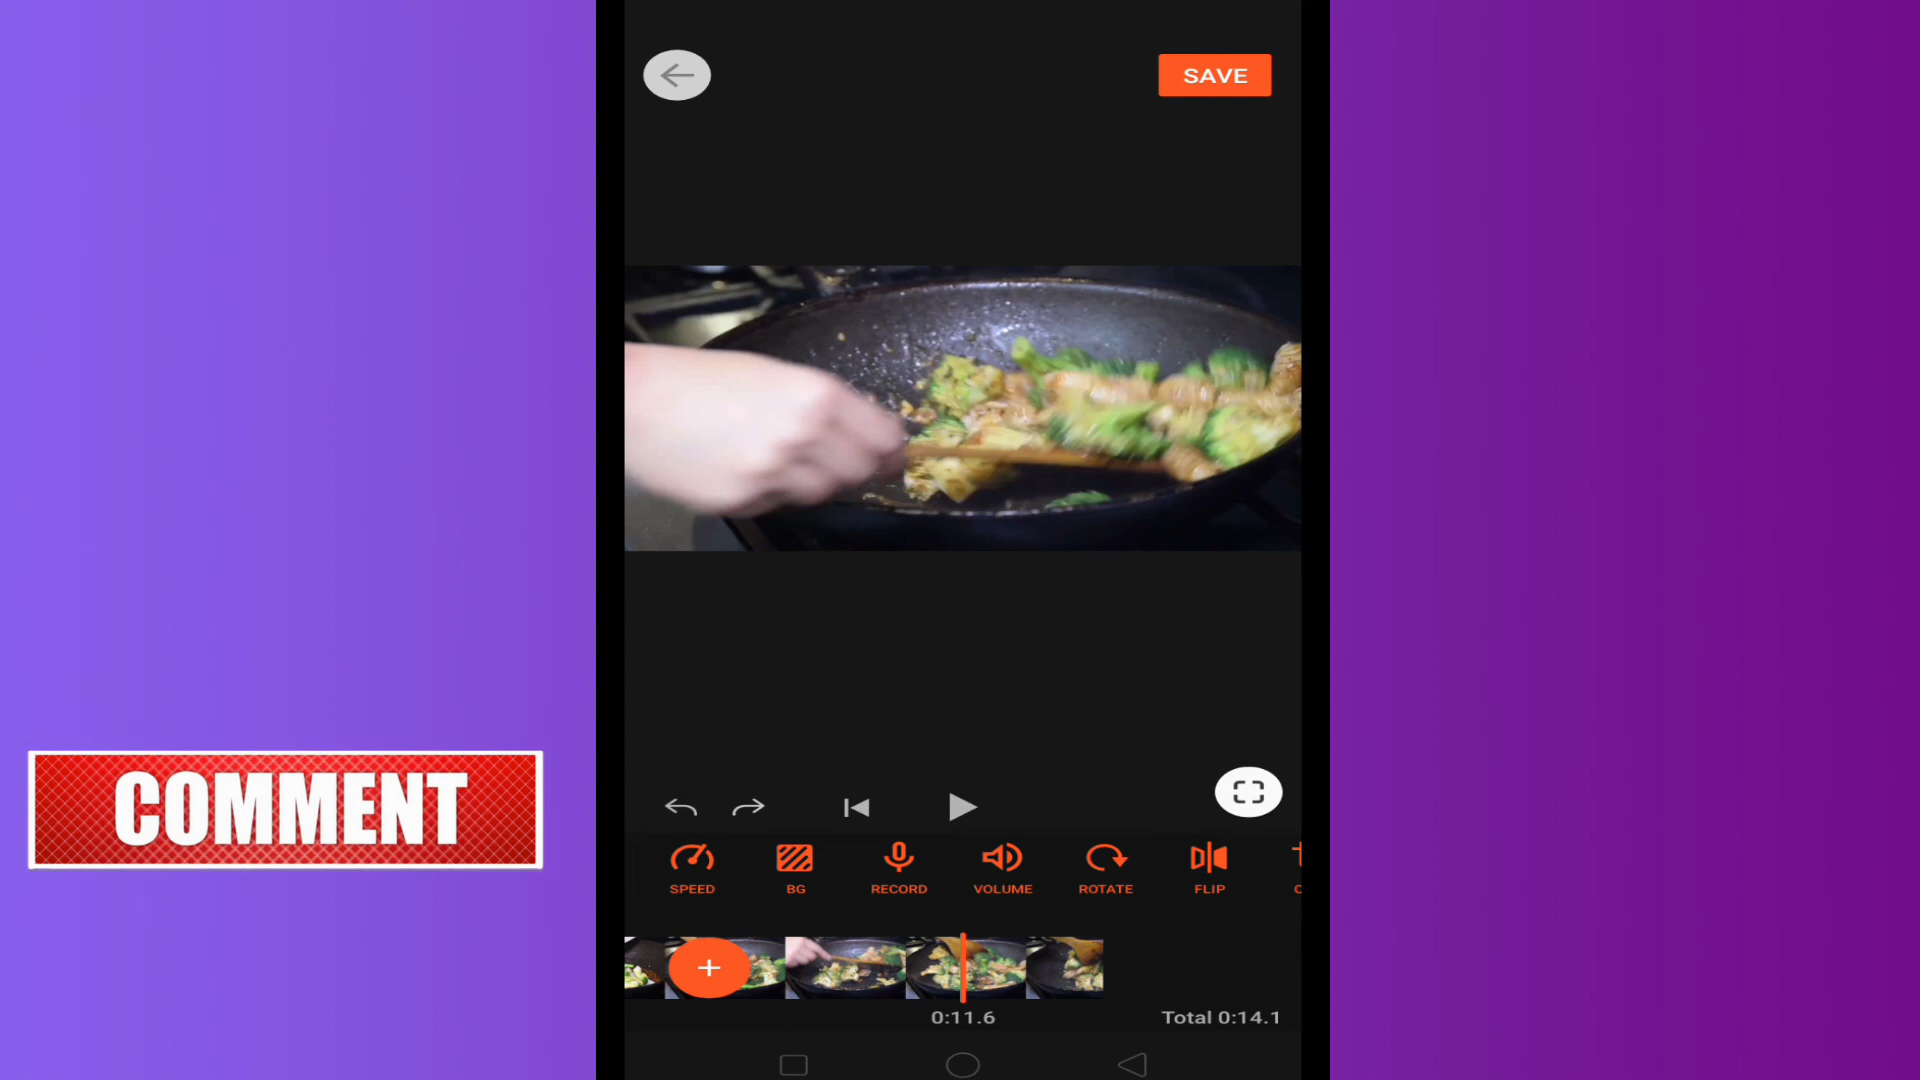 SAVE
COMMENT
SPEED
BG
RECORD
VOLUME
ROTATE
FLIP
0:11.6
Total 0:14.1